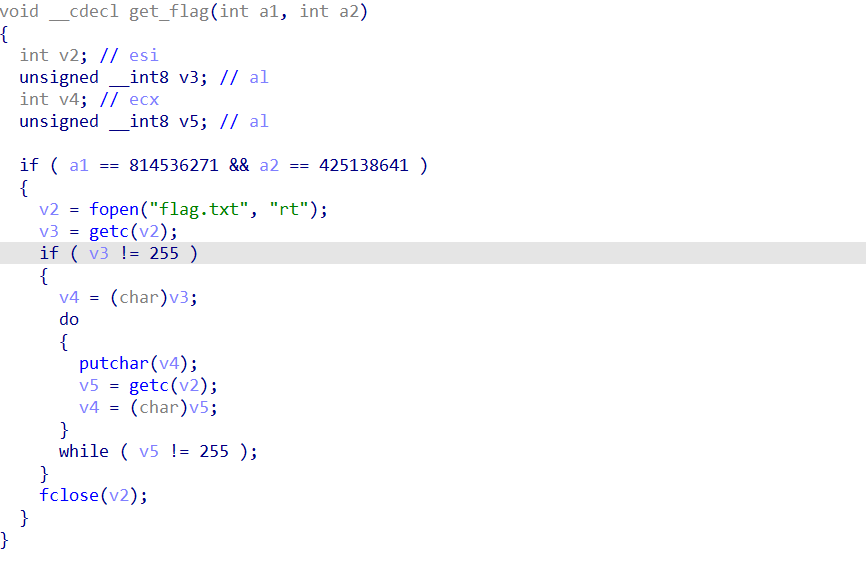 void __cdecl get_flag(int a1, int a2)
{
  int v2; // esi
  unsigned __int8 v3; // al
  int v4; // ecx
  unsigned __int8 v5; // al

  if ( a1 == 814536271 && a2 == 425138641 )
  {
    v2 = fopen("flag.txt", "rt");
    v3 = getc(v2);
    if ( v3 != 255 )
    {
      v4 = (char)v3;
      do
      {
        putchar(v4);
        v5 = getc(v2);
        v4 = (char)v5;
      }
      while ( v5 != 255 );
    }
    fclose(v2);
  }
}